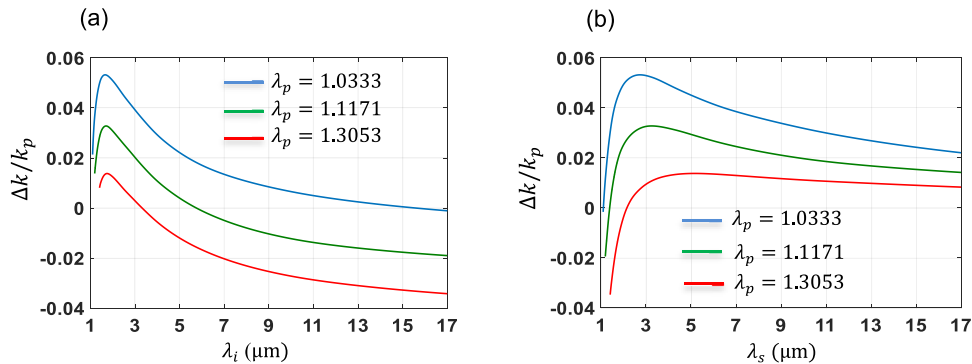 (a)
0.06
0.04
0.02
0
-0.02
-0.04
Δk/k_p
λ_p = 1.0333
λ_p = 1.1171
λ_p = 1.3053
1 3 5 7 9 11 13 15 17
λ_i (μm)
(b)
0.06
0.04
0.02
0
-0.02
-0.04
Δk/k_p
λ_p = 1.0333
λ_p = 1.1171
λ_p = 1.3053
1 3 5 7 9 11 13 15 17
λ_s (μm)